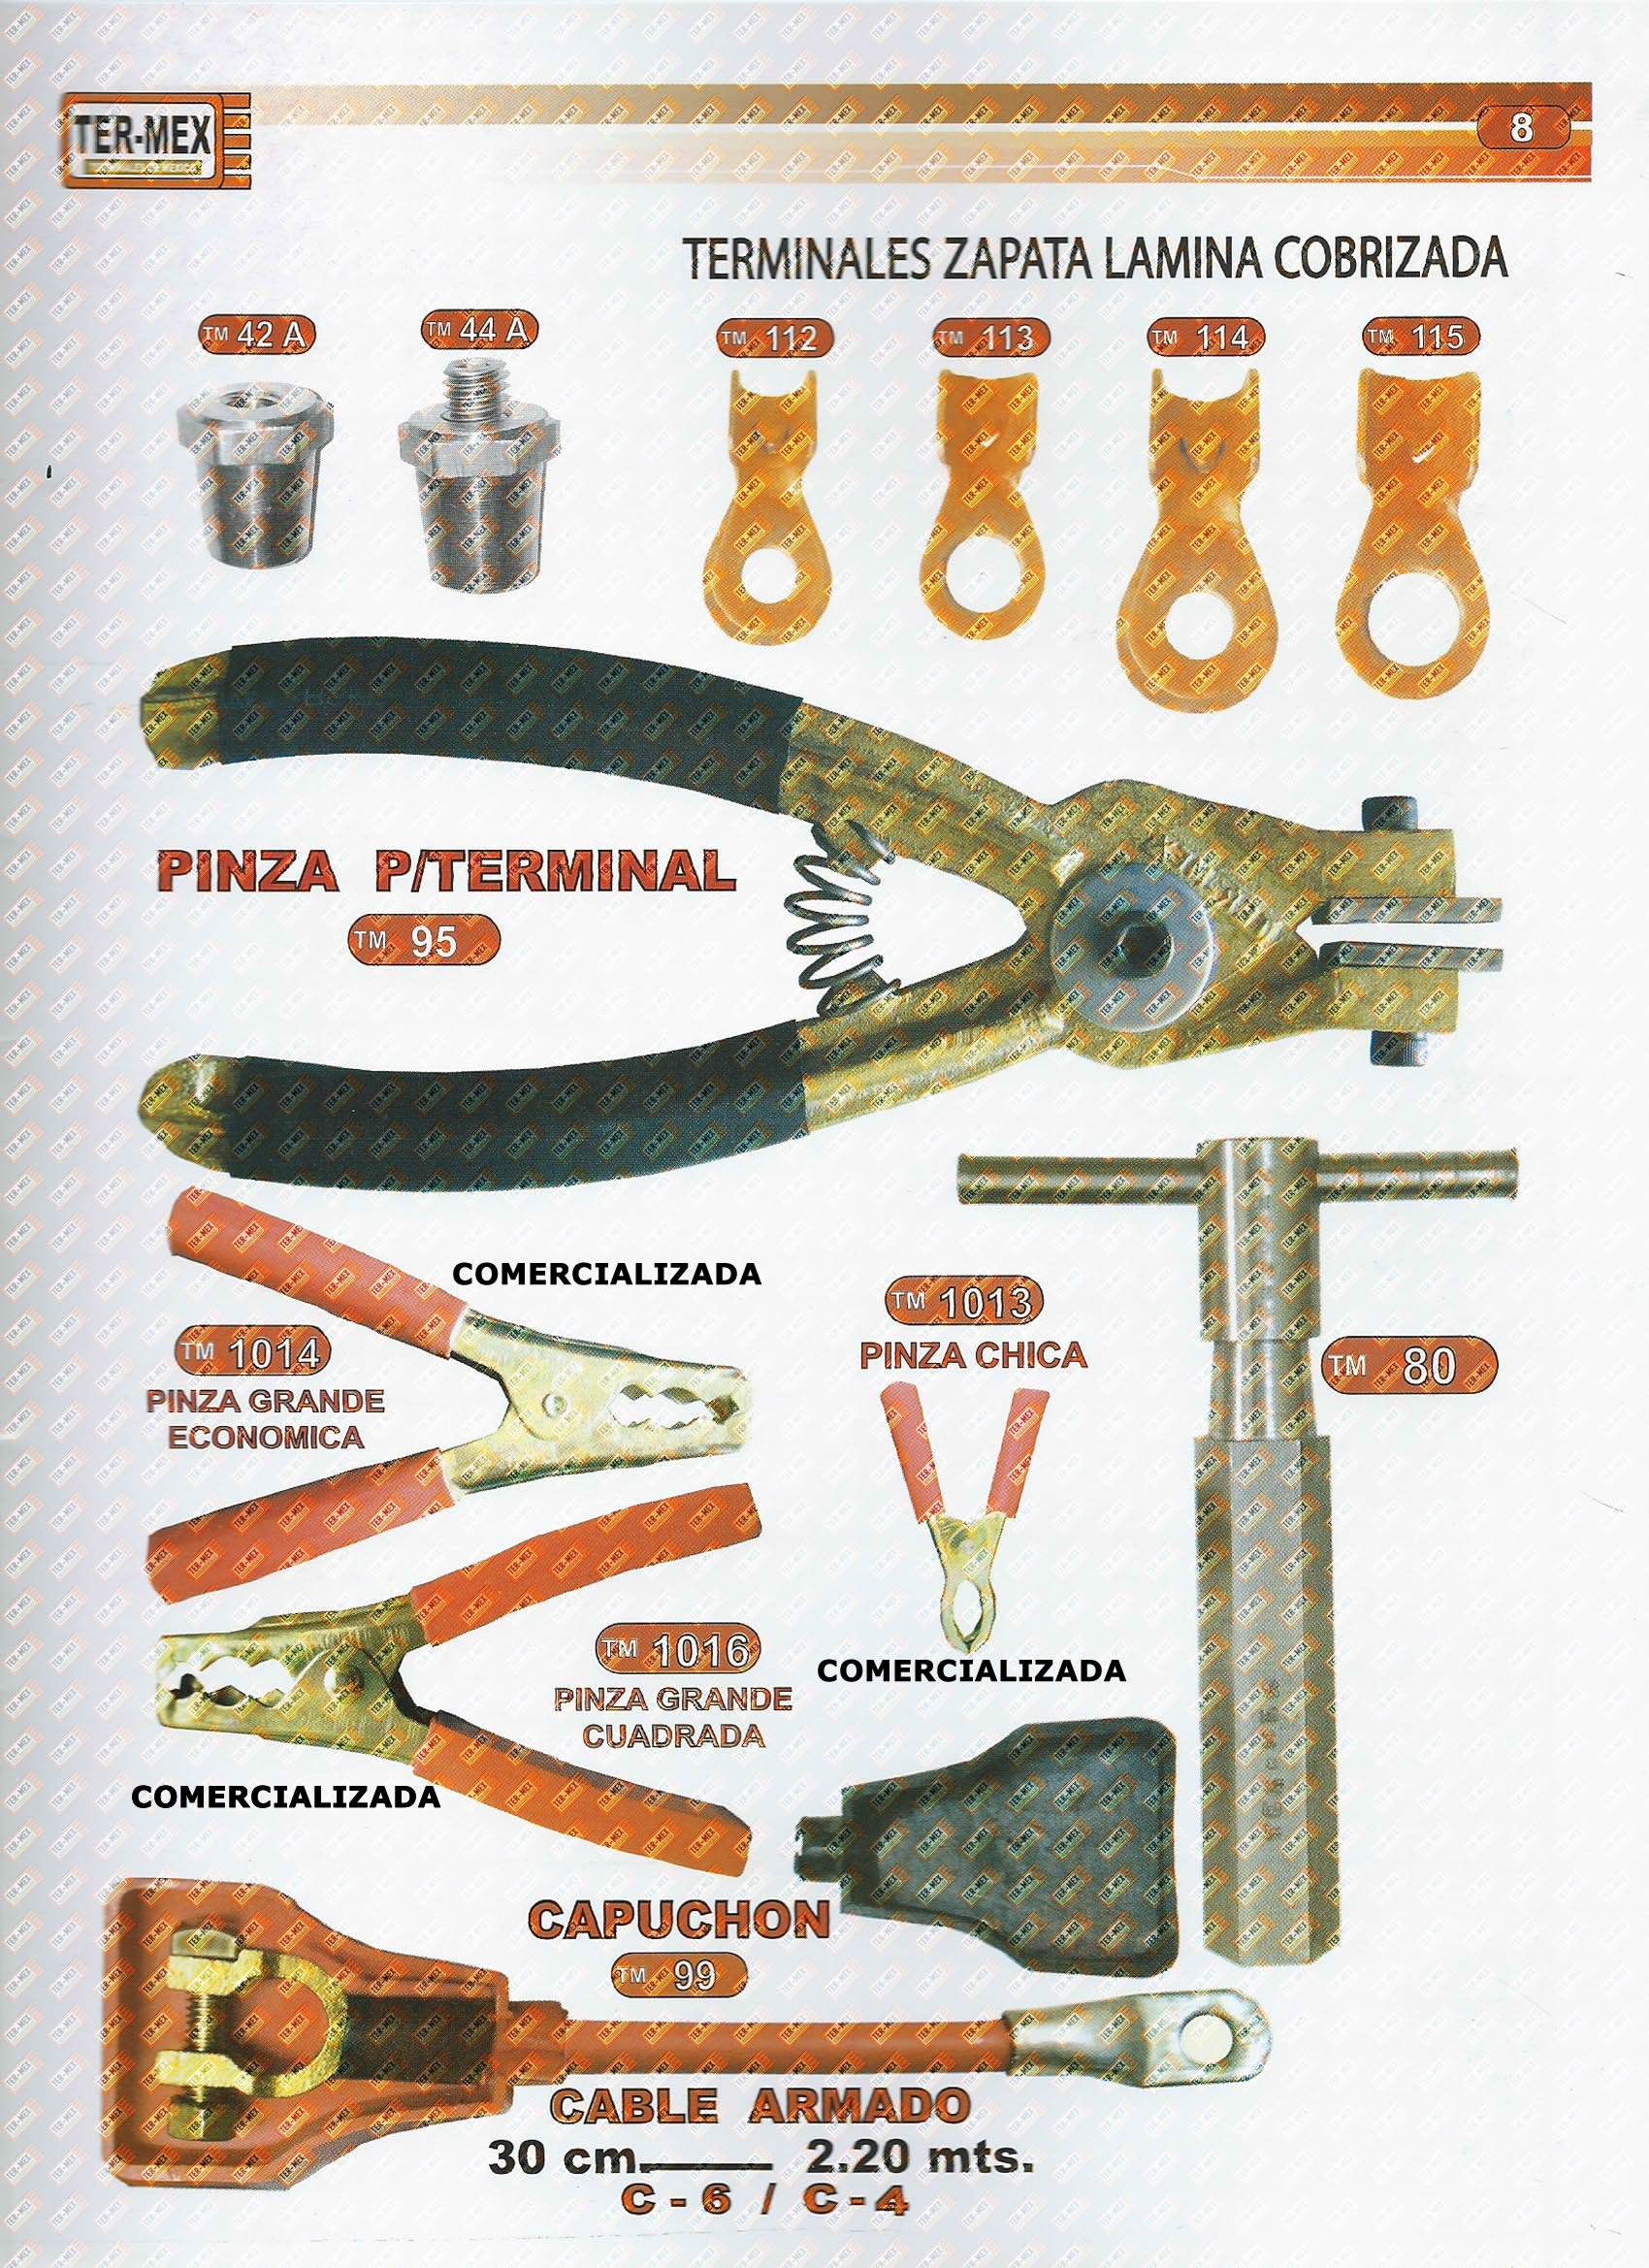 TER-MEX
8
TERMINALES ZAPATA LAMINA COBRIZADA
TM 42 A
TM 44 A
TM 112
TM 113
TM 114
TM 115
PINZA P/TERMINAL
TM 95
COMERCIALIZADA
TM 1014
PINZA GRANDE
ECONOMICA
TM 1013
PINZA CHICA
COMERCIALIZADA
TM 80
TM 1016
PINZA GRANDE
CUADRADA
COMERCIALIZADA
CAPUCHON
TM 99
CABLE ARMADO
30 cm.____ 2.20 mts.
C - 6 / C - 4